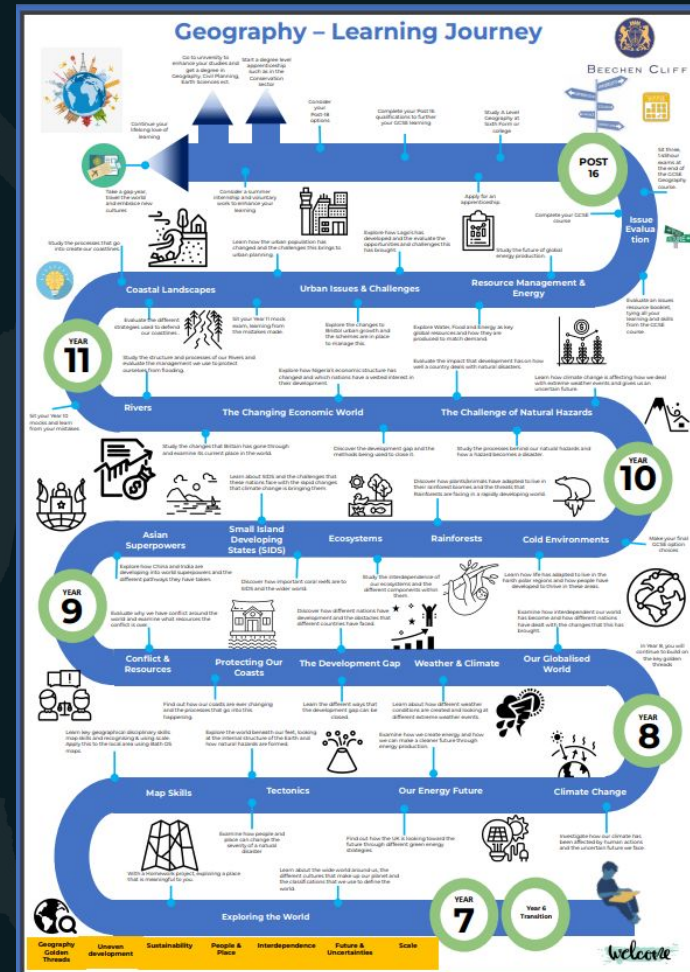 Geography – Learning Journey
BEECHEN CLIFF
Go to university to
enhance your studies and
get a degree in
Geography, Civil Planning,
Earth Sciences ect.
Start a degree level
apprenticeship
such as in the
Conservation
sector
Continue your
lifelong love of
learning
Consider
your
Post-18
options
Complete your Post 16
qualifications to further
your GCSE learning.
Study A Level
Geography at
Sixth Form or
college
POST
16
Sit three,
1:45hour
exams at
the end of
the GCSE
Geography
course.
Take a gap year,
travel the world
and embrace new
cultures
Consider a summer
internship and voluntary
work to enhance your
learning
Apply for an
apprenticeship.
Complete your GCSE
course
Issue
Evalua
tion
Study the processes that go
into create our coastlines.
Learn how the urban population has
changed and the challenges this brings to
urban planning.
Explore how Lagos has
developed and the evaluate the
opportunities and challenges this
has brought.
Study the future of global
energy production.
Coastal Landscapes
Urban Issues & Challenges
Resource Management &
Energy
Evaluate an issues
resource booklet,
tying all your
learning and skills
from the GCSE
course.
YEAR
11
Evaluate the different
strategies used to defend
our coastlines.
Sit your Year 11 mock
exam, learning from
the mistakes made.
Explore the changes to
Bristol urban growth and
the schemes are in place
to manage this.
Explore Water, Food and Energy as key
global resources and how they are
produced to match demand.
Study the structure and processes of our Rivers and
evaluate the management we use to protect
ourselves from flooding.
Explore how Nigeria's economic structure has
changed and which nations have a vested interest in
their development.
Evaluate the impact that development has on how
well a country deals with natural disasters.
Learn how climate change is affecting how we deal
with extreme weather events and gives us an
uncertain future.
Sit your Year 10
mocks and learn
from your mistakes
Rivers
The Changing Economic World
The Challenge of Natural Hazards
Study the changes that Britain has gone through
and examine its current place in the world.
Discover the development gap and the
methods being used to close it.
Study the processes behind our natural hazards and
how a hazard becomes a disaster.
YEAR
10
Learn about SIDS and the challenges that
these nations face with the rapid changes
that climate change is bringing them.
Discover how plants/animals have adapted to live in
their rainforest biomes and the threats that
Rainforests are facing in a rapidly developing world.
Asian
Superpowers
Small Island
Developing
States (SIDS)
Ecosystems
Rainforests
Cold Environments
Make your final
GCSE option
choices
YEAR
9
Explore how China and India are
developing into world superpowers and the
different pathways they have taken.
Discover how important coral reefs are to
SIDS and the wider world.
Study the interdependence of
our ecosystems and the
different components within
them.
Learn how life has adapted to live in the
harsh polar regions and how people have
developed to thrive in these areas.
Evaluate why we have conflict around the
world and examine what resources the
conflict is over.
Discover how different nations have
development and the obstacles that
different countries have faced.
Examine how interdependent our world
has become and how different nations
have dealt with the changes that this has
brought.
Conflict &
Resources
Protecting Our
Coasts
The Development Gap
Weather & Climate
Our Globalised
World
In Year 8, you will
continue to build on
the key golden
threads
Find out how our coasts are ever changing
and the processes that go into this
happening.
Learn the different ways that
the development gap can be
closed.
Learn about how different weather
conditions are created and looking at
different extreme weather events.
YEAR
8
Learn key geographical disciplinary skills:
map skills and recognising & using scale.
Apply this to the local area using Bath OS
maps.
Explore the world beneath our feet, looking
at the internal structure of the Earth and
how natural hazards are formed.
Examine how we create energy and how
we can make a cleaner future through
energy production.
Map Skills
Tectonics
Our Energy Future
Climate Change
Examine how people and
place can change the
severity of a natural
disaster
Find out how the UK is looking toward the
future through different green energy
strategies.
Investigate how our climate has
been affected by human actions
and the uncertain future we face.
With a Homework project, exploring a place
that is meaningful to you.
Learn about the wide world around us, the
different cultures that make up our planet and
the classifications that we use to define the
world.
Exploring the World
YEAR
7
Year 6
Transition
welcome
Geography
Golden
Threads
Uneven
development
Sustainability
People &
Place
Interdependence
Future &
Uncertainties
Scale